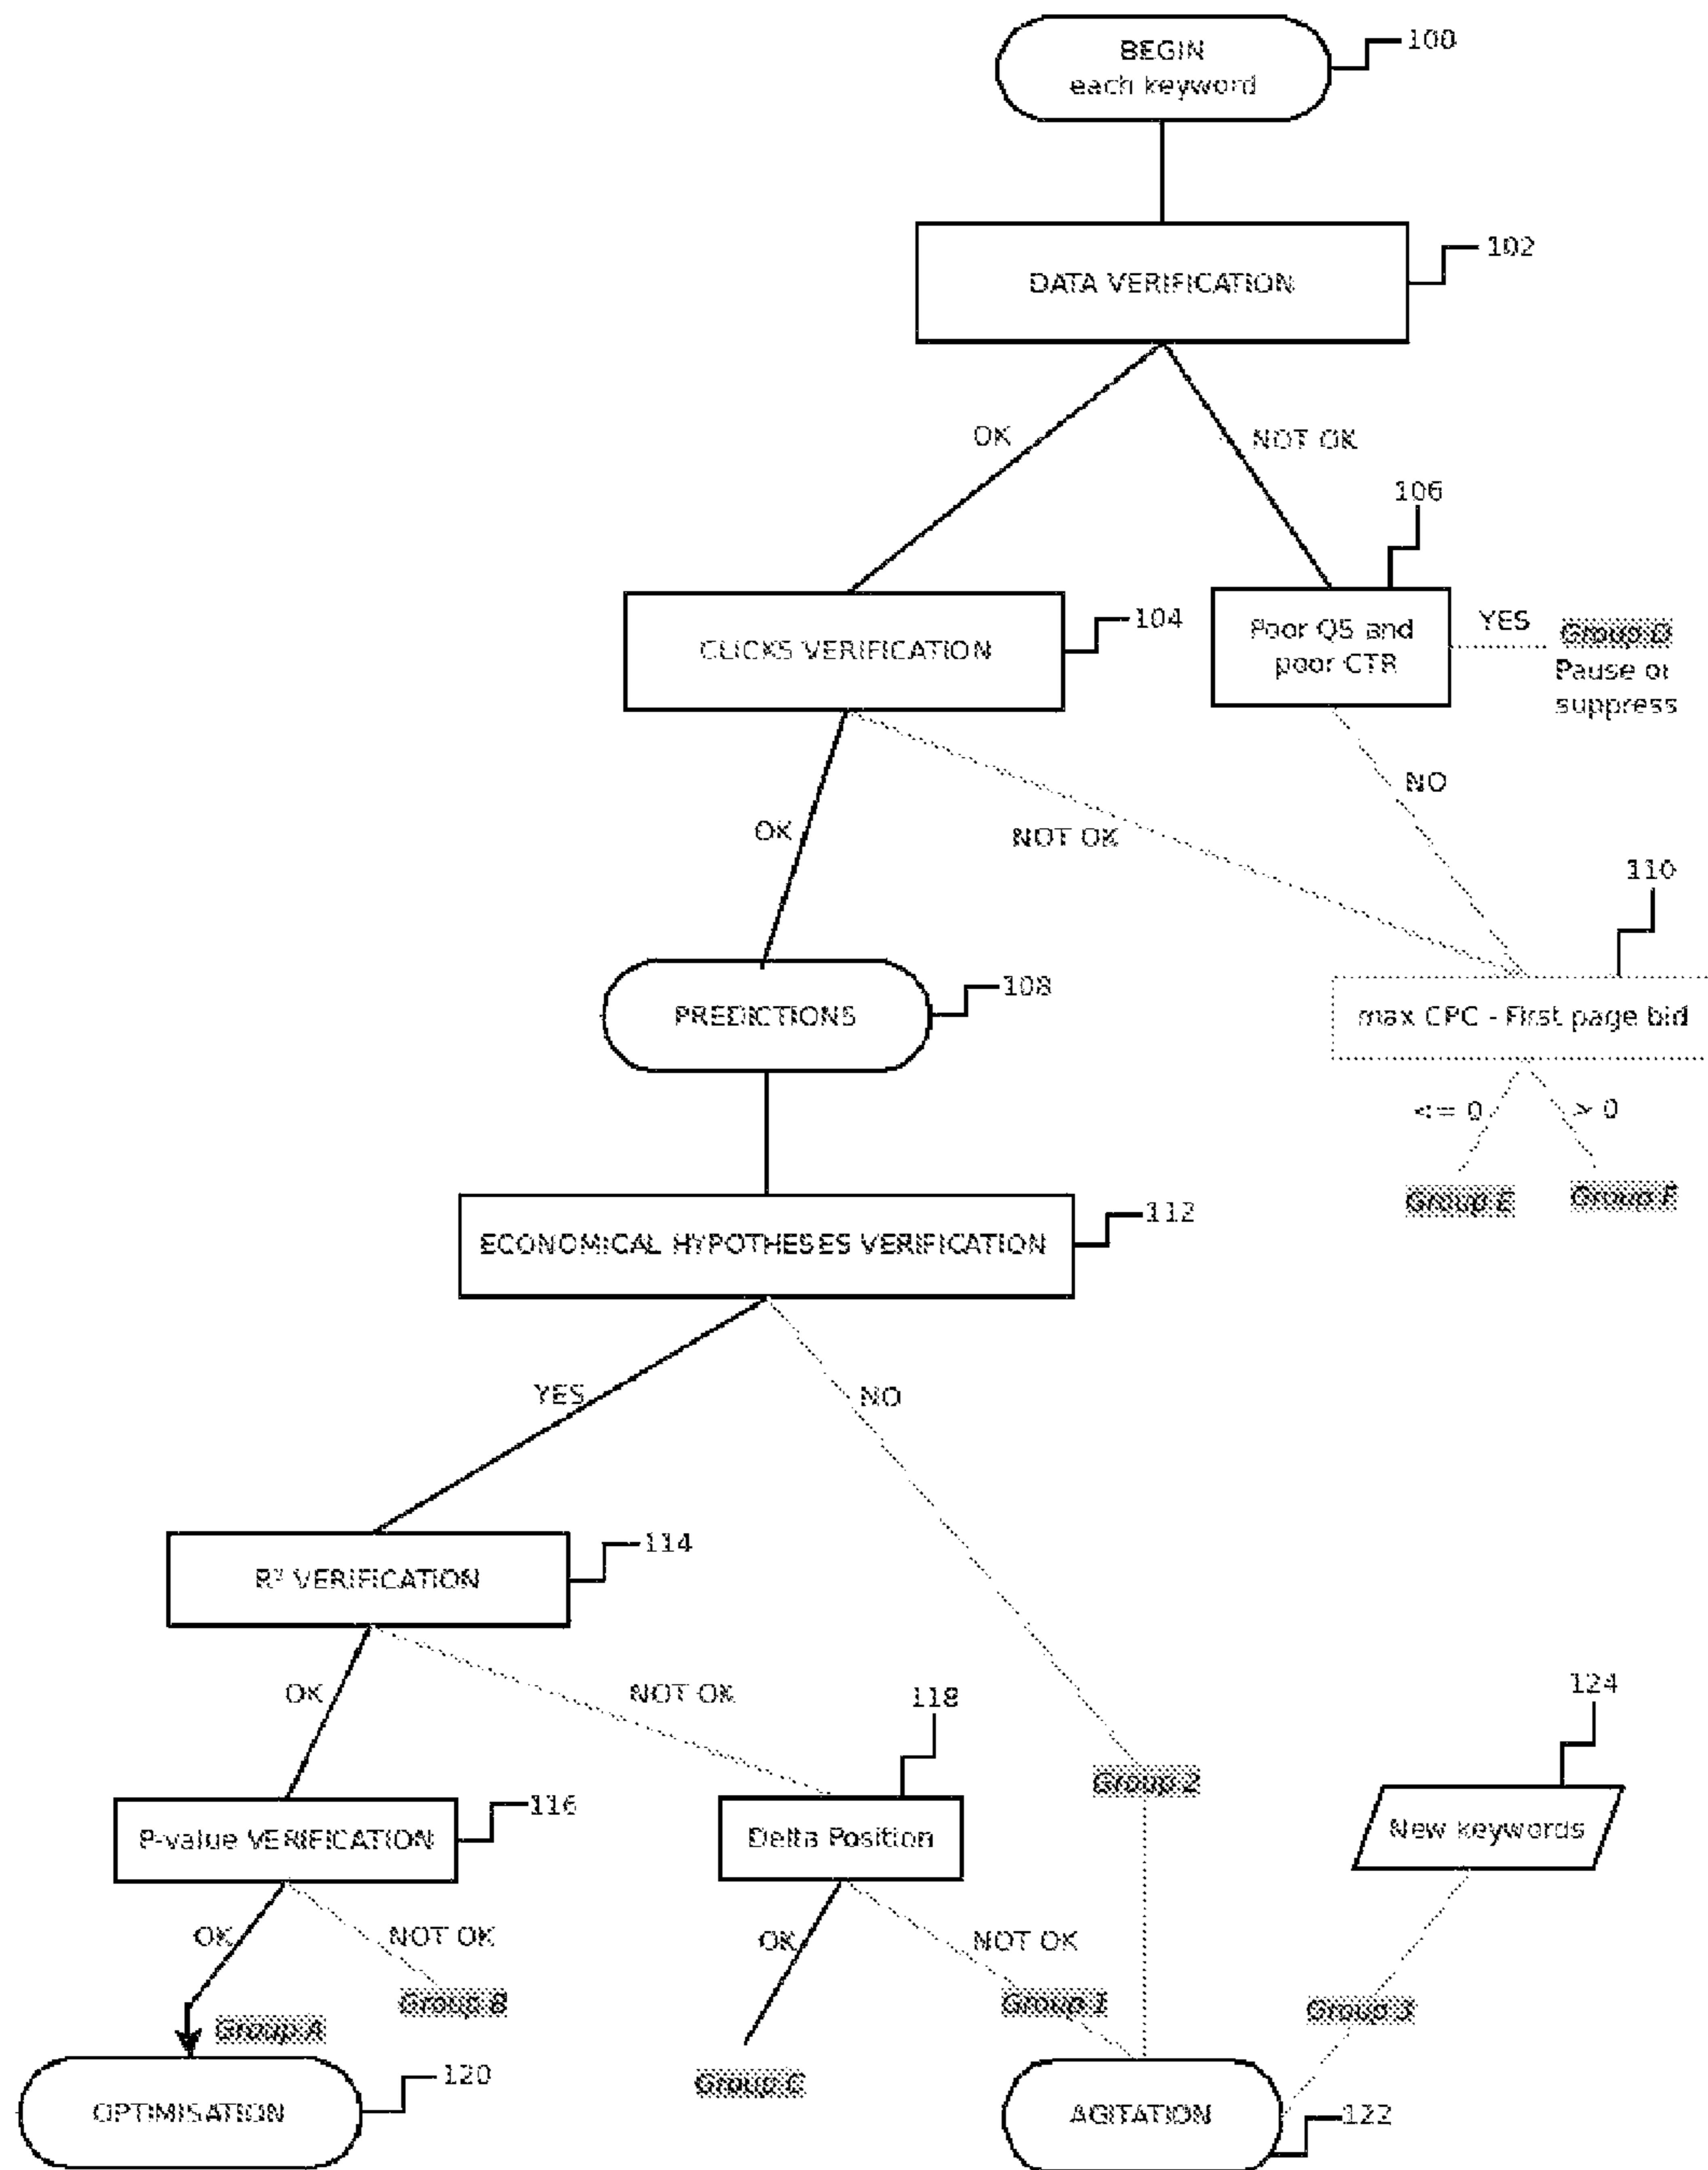 BEGIN
each keyword
100
DATA VERIFICATION
102
OK
NOT OK
106
CLICKS VERIFICATION
104
Poor QS and
poor CTR
YES
Group D
Pause or
suppress
NO
OK
NOT OK
110
PREDICTIONS
108
max CPC - First page bid
<= 0
> 0
Group E
Group F
ECONOMICAL HYPOTHESES VERIFICATION
112
YES
NO
R² VERIFICATION
114
OK
NOT OK
118
124
Group 2
P-value VERIFICATION
116
Delta Position
New keywords
OK
NOT OK
OK
NOT OK
Group B
Group 1
Group 3
Group A
Group C
OPTIMISATION
120
AGITATION
122